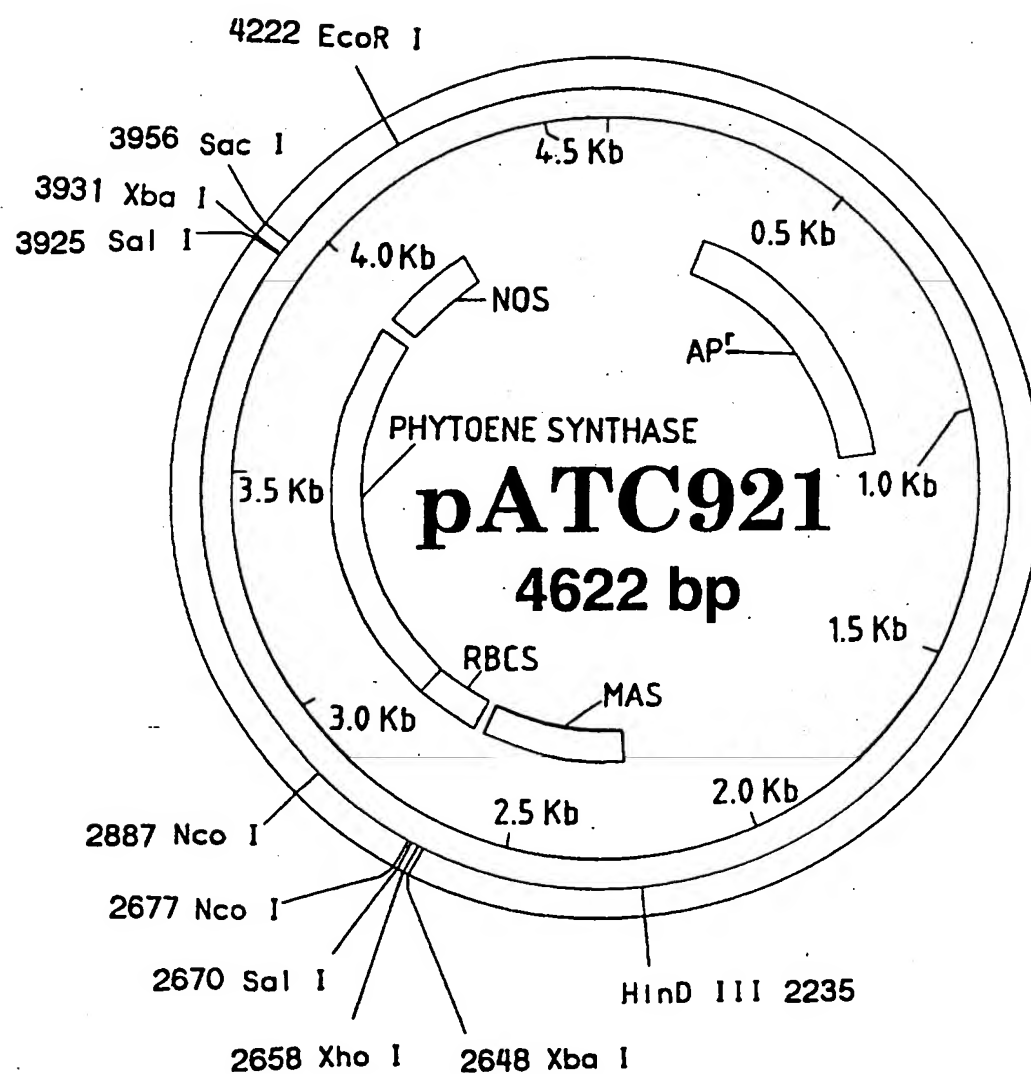 4222 EcoR I
3956 Sac I
3931 Xba I
3925 Sal I
4.5 Kb
0.5 Kb
4.0 Kb
NOS
APr
PHYTOENE SYNTHASE
3.5 Kb
1.0 Kb
pATC921
4622 bp
1.5 Kb
RBCS
MAS
3.0 Kb
2.5 Kb
2.0 Kb
2887 Nco I
2677 Nco I
2670 Sal I
HinD III 2235
2658 Xho I
2648 Xba I